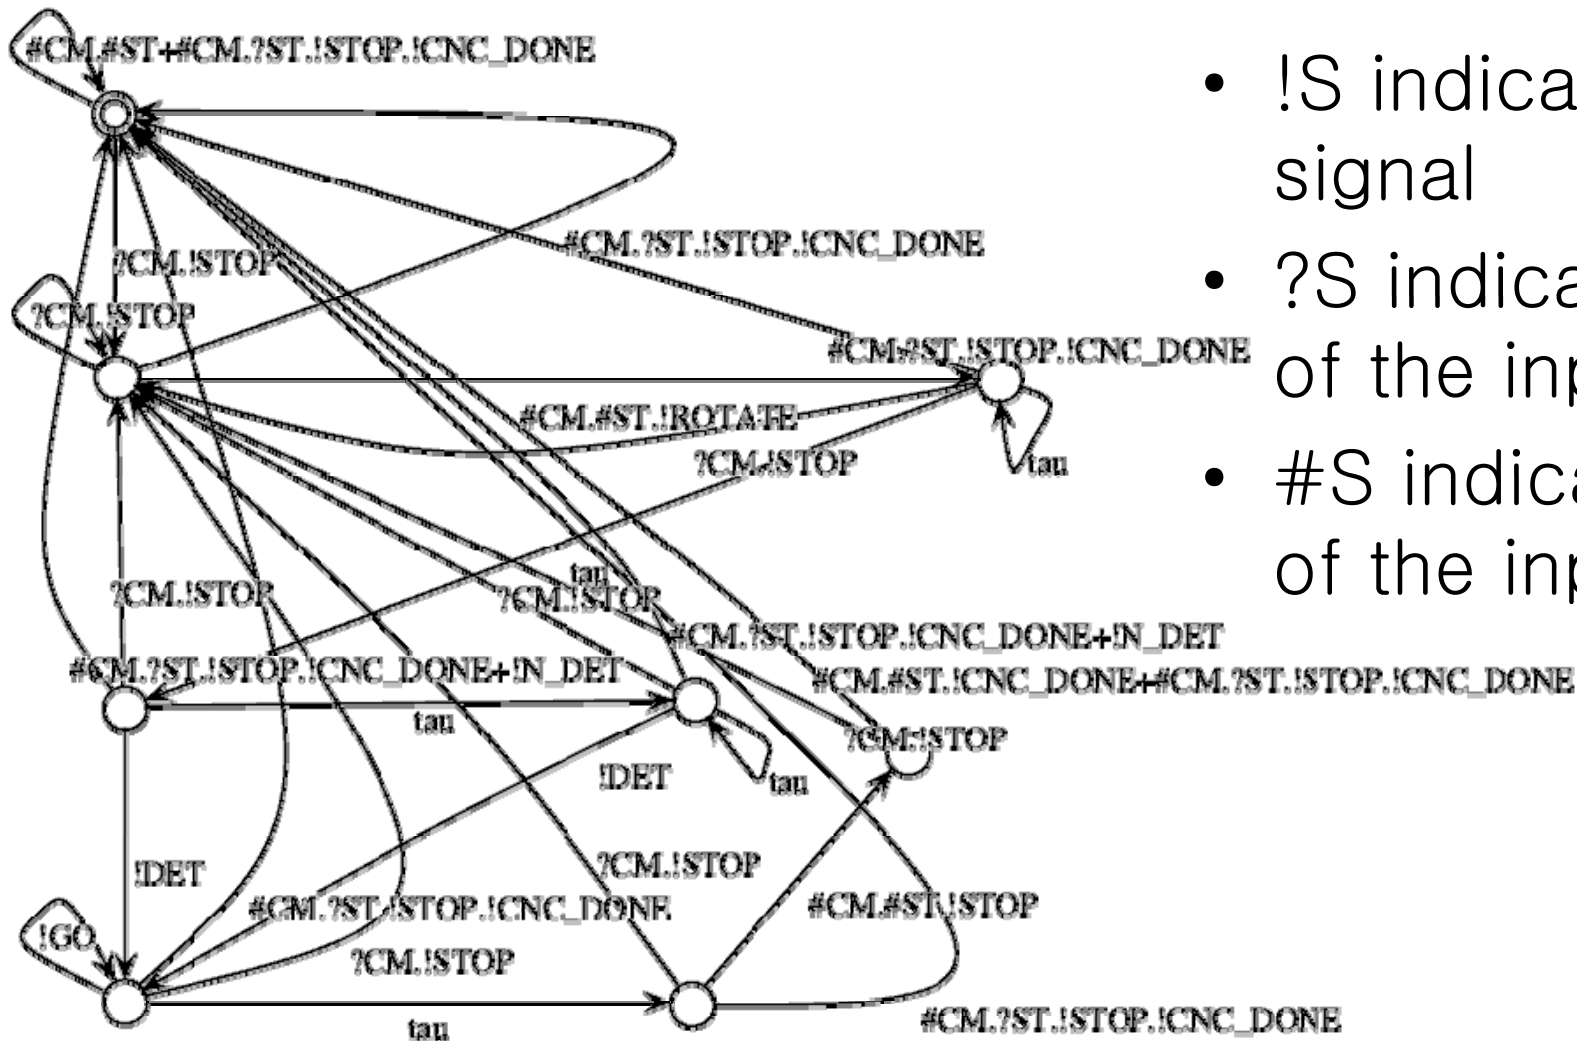 #CM.#ST+#CM.?ST.!STOP.!CNC_DONE
?CM.!STOP
#CM.?ST.!STOP.!CNC_DONE
?CM.!STOP
#CM.?ST.!STOP.!CNC_DONE
#CM.#ST.!ROTATE
?CM.!STOP
tau
tau
?CM.!STOP
?CM.!STOP
#CM.?ST.!STOP.!CNC_DONE+!N_DET
#CM.?ST.!STOP.!CNC_DONE+!N_DET
#CM.#ST.!CNC_DONE+#CM.?ST.!STOP.!CNC_DONE
tau
?CM.!STOP
!DET
tau
!DET
?CM.!STOP
#CM.?ST.!STOP.!CNC_DONE
#CM.#ST.!STOP
!GO
?CM.!STOP
tau
#CM.?ST.!STOP.!CNC_DONE
• !S indica
signal
• ?S indica
of the inp
• #S indica
of the inp